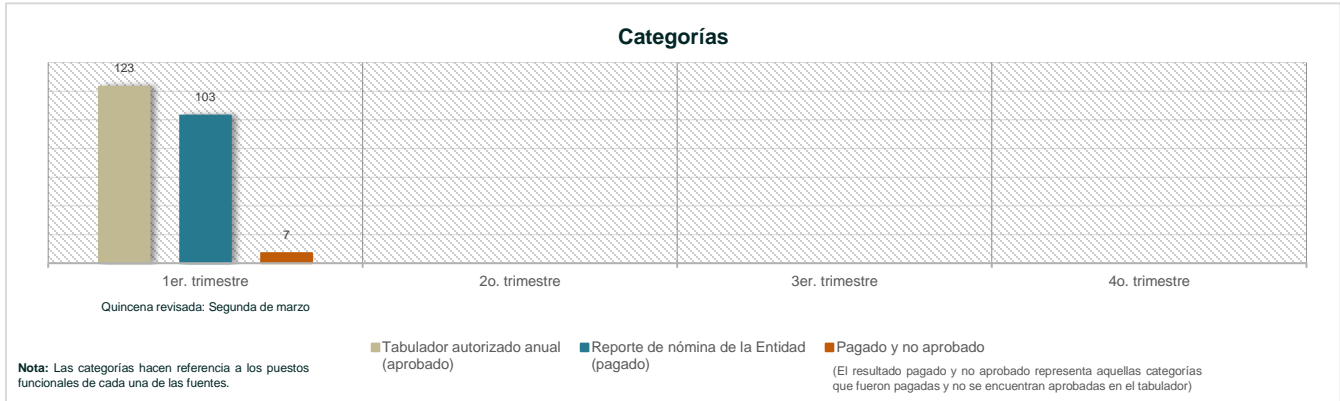 Categorías
123
103
7
1er. trimestre
2o. trimestre
3er. trimestre
4o. trimestre
Quincena revisada: Segunda de marzo
Tabulador autorizado anual
(aprobado)
Reporte de nómina de la Entidad
(pagado)
Pagado y no aprobado
(El resultado pagado y no aprobado representa aquellas categorías
que fueron pagadas y no se encuentran aprobadas en el tabulador)
Nota: Las categorías hacen referencia a los puestos
funcionales de cada una de las fuentes.